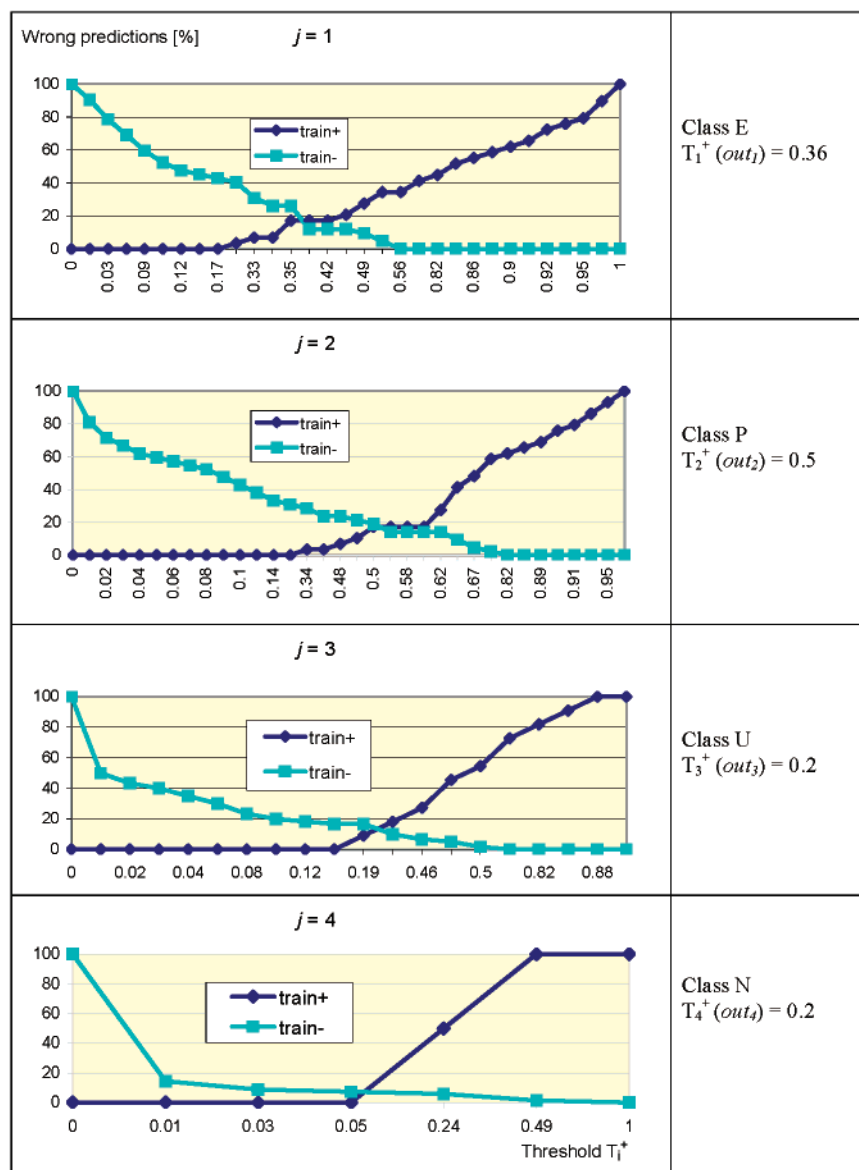 Wrong predictions [%]
j = 1
100
80
60
40
20
0
train+
train-
0 0.03 0.09 0.12 0.17 0.33 0.35 0.42 0.49 0.56 0.82 0.86 0.9 0.92 0.95 1
Class E
T₁⁺ (out₁) = 0.36
j = 2
100
80
60
40
20
0
train+
train-
0 0.02 0.04 0.06 0.08 0.1 0.14 0.34 0.48 0.5 0.58 0.62 0.67 0.82 0.89 0.91 0.95
Class P
T₂⁺ (out₂) = 0.5
j = 3
100
80
60
40
20
0
train+
train-
0 0.02 0.04 0.08 0.12 0.19 0.46 0.5 0.82 0.88
Class U
T₃⁺ (out₃) = 0.2
j = 4
100
80
60
40
20
0
train+
train-
0 0.01 0.03 0.05 0.24 0.49 1
Threshold Tᵢ⁺
Class N
T₄⁺ (out₄) = 0.2